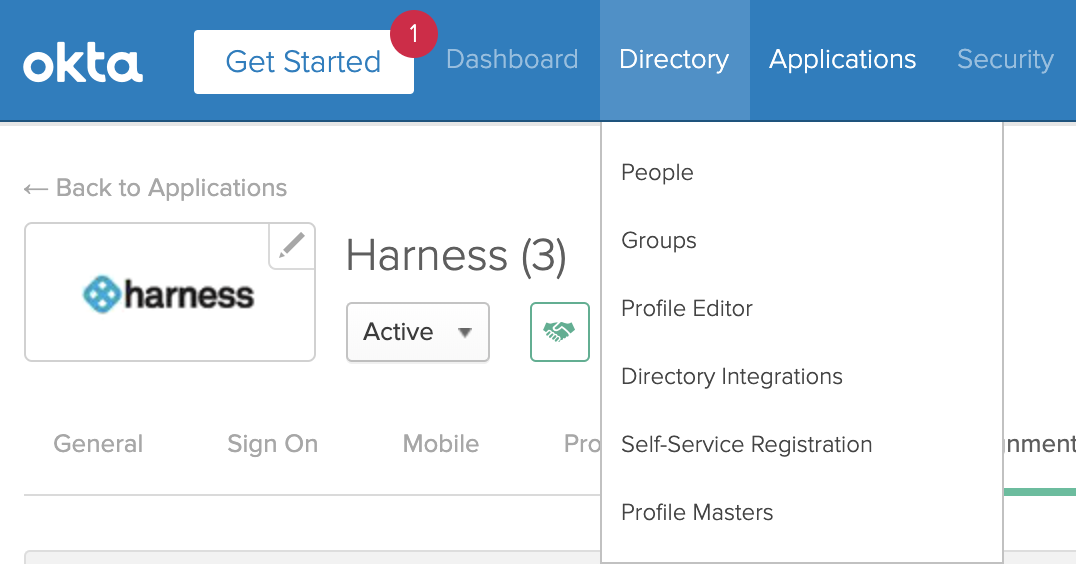 okta
Get Started
1
Dashboard
Directory
Applications
Security
← Back to Applications
harness
Harness (3)
Active
People
Groups
Profile Editor
Directory Integrations
Self-Service Registration
Profile Masters
General
Sign On
Mobile
Pro
nment